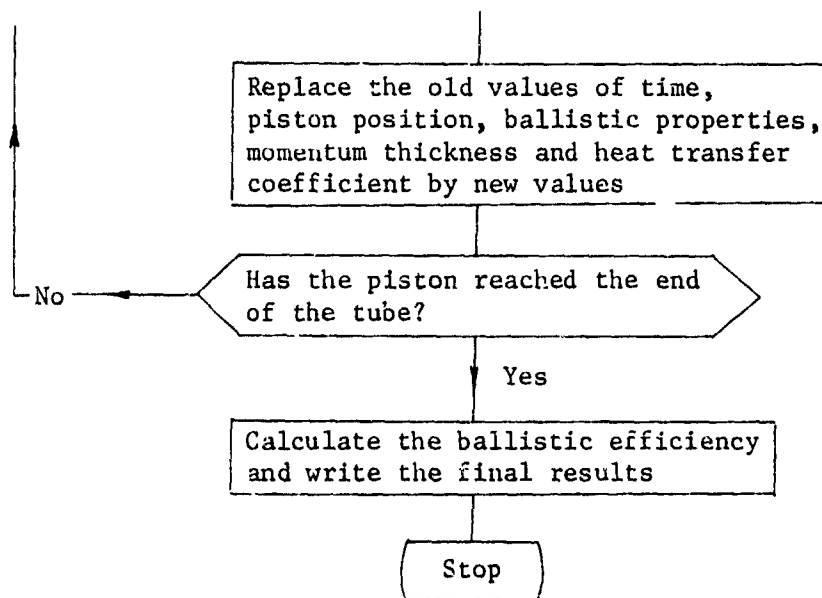 Replace the old values of time,
piston position, ballistic properties,
momentum thickness and heat transfer
coefficient by new values
Has the piston reached the end
of the tube?
No
Yes
Calculate the ballistic efficiency
and write the final results
Stop